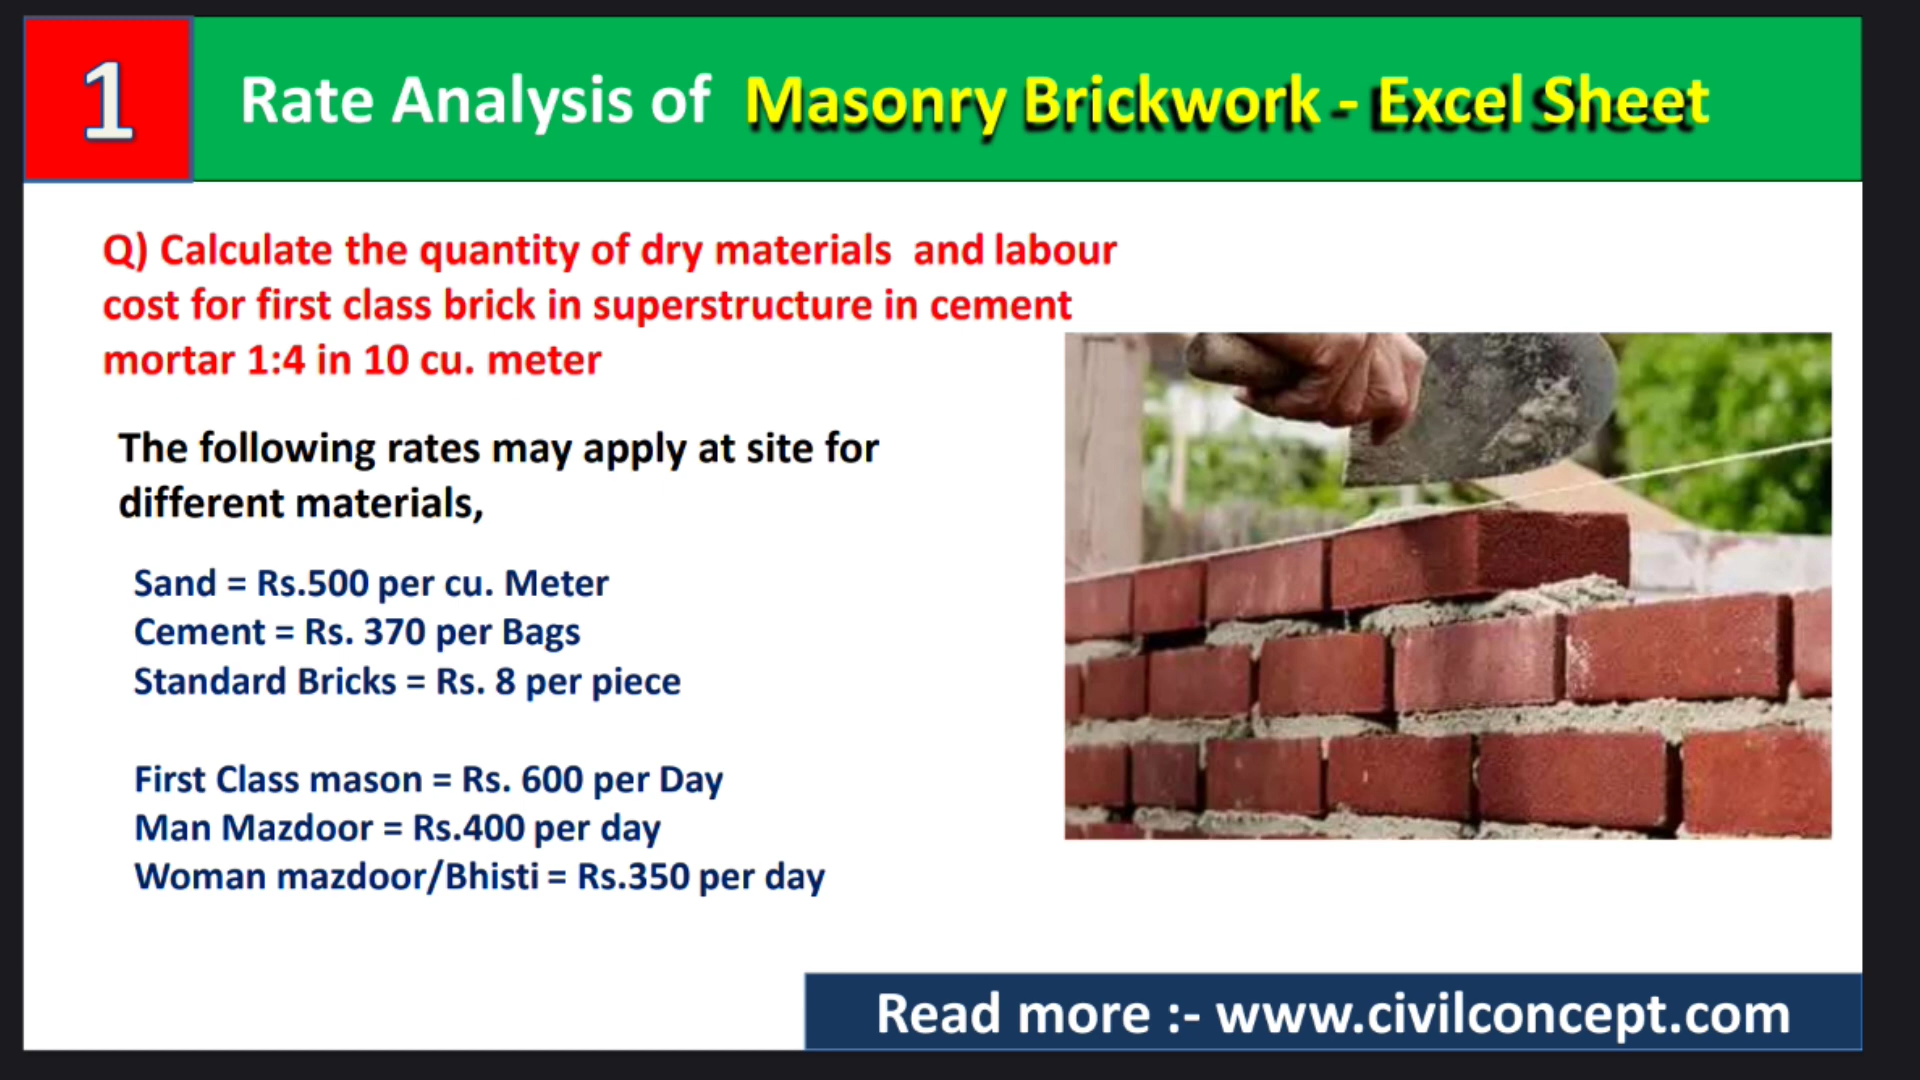 1
Rate Analysis of Masonry Brickwork - Excel Sheet
Q) Calculate the quantity of dry materials and labour
cost for first class brick in superstructure in cement
mortar 1:4 in 10 cu. meter
The following rates may apply at site for
different materials,
Sand = Rs.500 per cu. Meter
Cement = Rs. 370 per Bags
Standard Bricks = Rs. 8 per piece
First Class mason = Rs. 600 per Day
Man Mazdoor = Rs.400 per day
Woman mazdoor/Bhisti = Rs.350 per day
Read more :- www.civilconcept.com